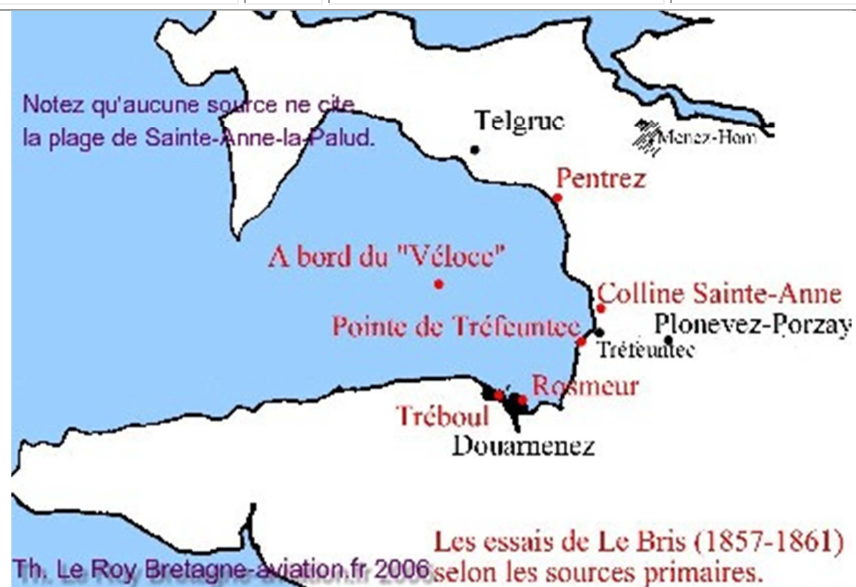 Notez qu'aucune source ne cite
la plage de Sainte-Anne-la-Palud.
Telgruc
Menez-Hom
Pentrez
A bord du "Véloce"
Colline Sainte-Anne
Pointe de Tréfeuntec
Plonevez-Porzay
Tréfeuntec
Rosmeur
Tréboul
Douarnenez
Les essais de Le Bris (1857-1861)
selon les sources primaires.
Th. Le Roy Bretagne-aviation.fr 2006